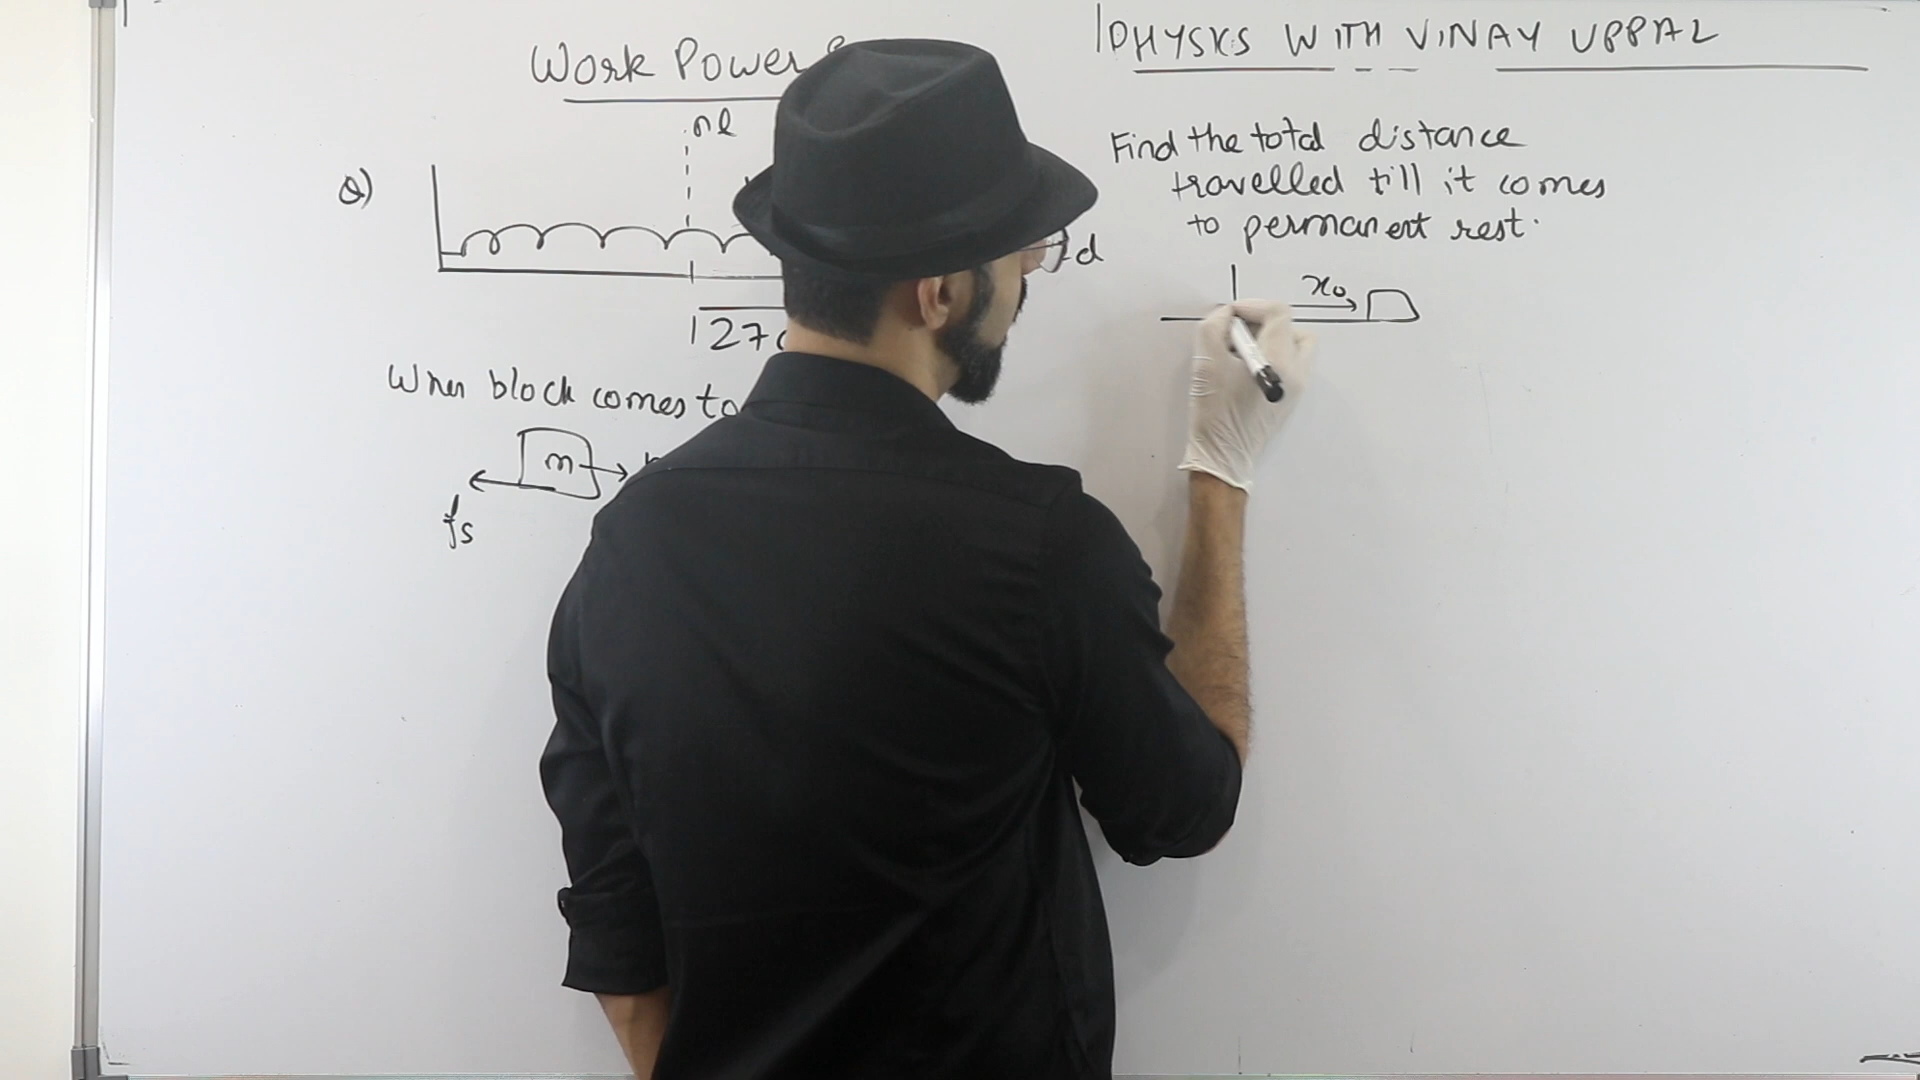 Work Power
PHYSICS WITH VINAY UPPAL
nl
Q)
d
127
When block comes to
m
fs
Find the total distance
travelled till it comes
to permanent rest.
x0